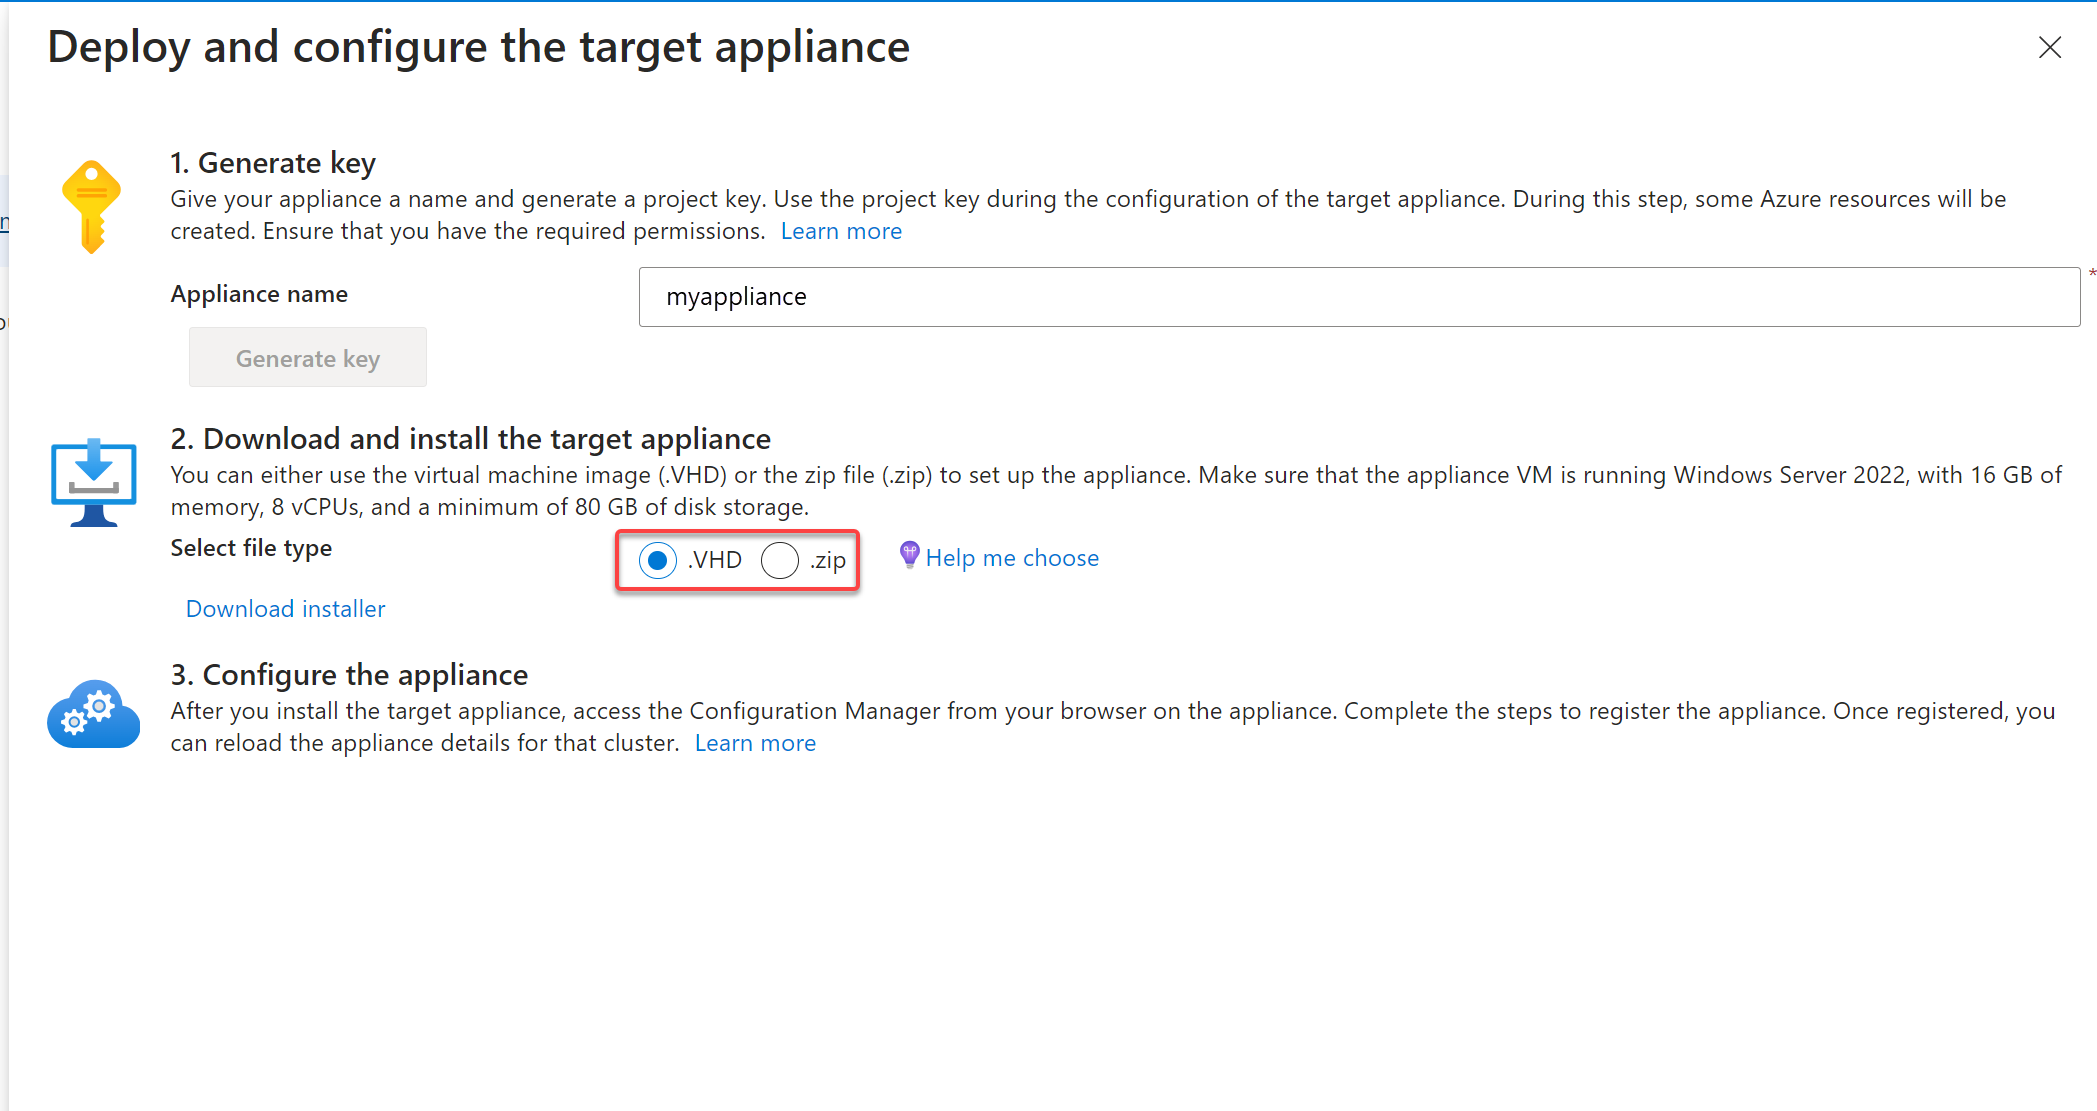 Deploy and configure the target appliance
1. Generate key
Give your appliance a name and generate a project key. Use the project key during the configuration of the target appliance. During this step, some Azure resources will be
created. Ensure that you have the required permissions. Learn more
Appliance name
myappliance
*
Generate key
2. Download and install the target appliance
You can either use the virtual machine image (.VHD) or the zip file (.zip) to set up the appliance. Make sure that the appliance VM is running Windows Server 2022, with 16 GB of
memory, 8 vCPUs, and a minimum of 80 GB of disk storage.
Select file type
.VHD .zip Help me choose
Download installer
3. Configure the appliance
After you install the target appliance, access the Configuration Manager from your browser on the appliance. Complete the steps to register the appliance. Once registered, you
can reload the appliance details for that cluster. Learn more